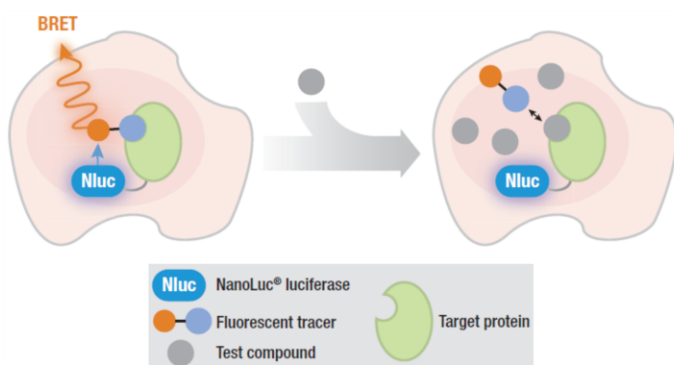 BRET
Nluc
Nluc
Nluc NanoLuc® luciferase
Fluorescent tracer
Target protein
Test compound